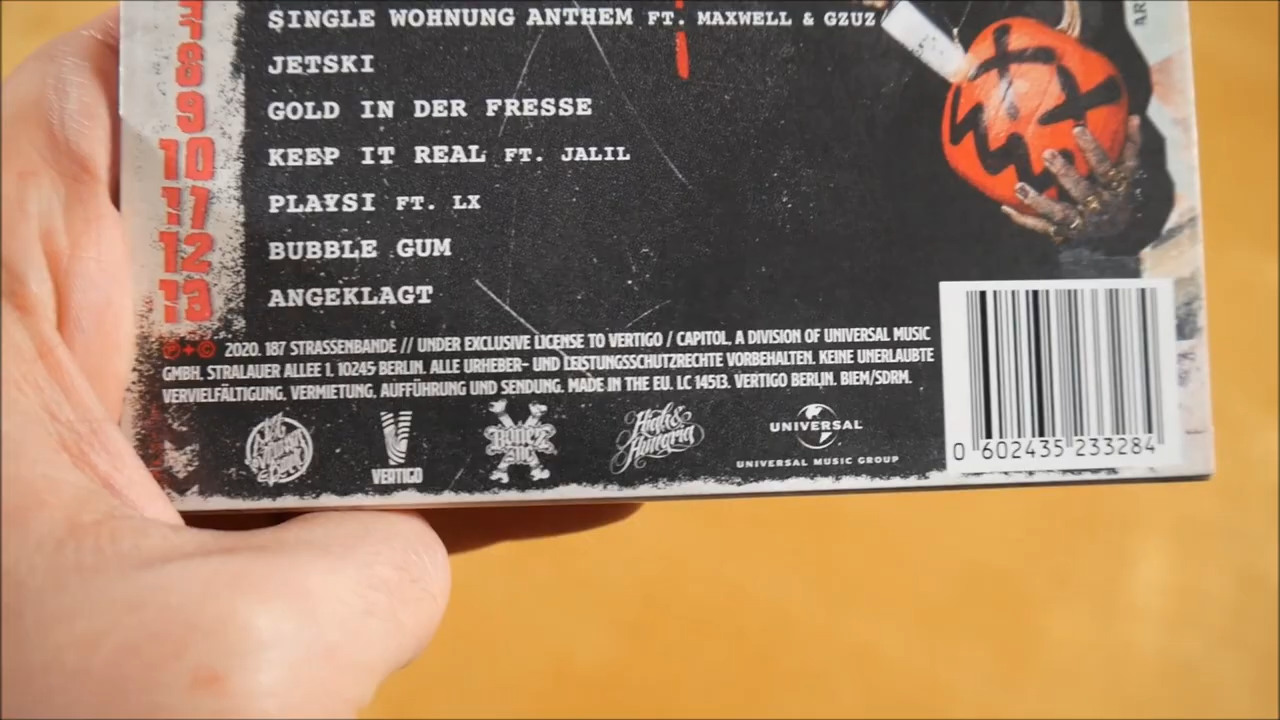 SINGLE WOHNUNG ANTHEM FT. MAXWELL & GZUZ
8 JETSKI
9 GOLD IN DER FRESSE
10 KEEP IT REAL FT. JALIL
11 PLAYSI FT. LX
12 BUBBLE GUM
13 ANGEKLAGT
℗+© 2020. 187 STRASSENBANDE // UNDER EXCLUSIVE LICENSE TO VERTIGO / CAPITOL, A DIVISION OF UNIVERSAL MUSIC
GMBH, STRALAUER ALLEE 1, 10245 BERLIN. ALLE URHEBER- UND LEISTUNGSSCHUTZRECHTE VORBEHALTEN. KEINE UNERLAUBTE
VERVIELFÄLTIGUNG, VERMIETUNG, AUFFÜHRUNG UND SENDUNG. MADE IN THE EU. LC 14513. VERTIGO BERLIN. BIEM/SDRM.
VERTIGO
BONEZ MC
High & Hungrig
UNIVERSAL
UNIVERSAL MUSIC GROUP
0 602435 233284